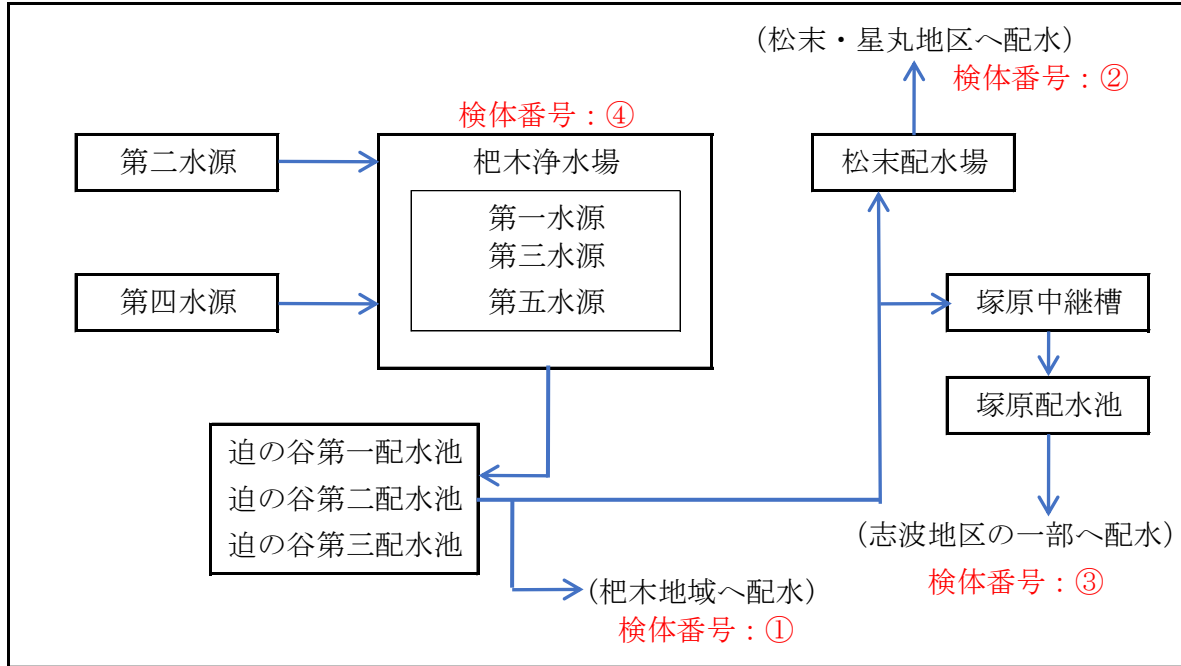 (松末・星丸地区へ配水)
検体番号:②
検体番号:④
第二水源
杷木浄水場
松末配水場
第一水源
第三水源
第五水源
第四水源
塚原中継槽
塚原配水池
迫の谷第一配水池
迫の谷第二配水池
迫の谷第三配水池
(志波地区の一部へ配水)
検体番号:③
(杷木地域へ配水)
検体番号:①